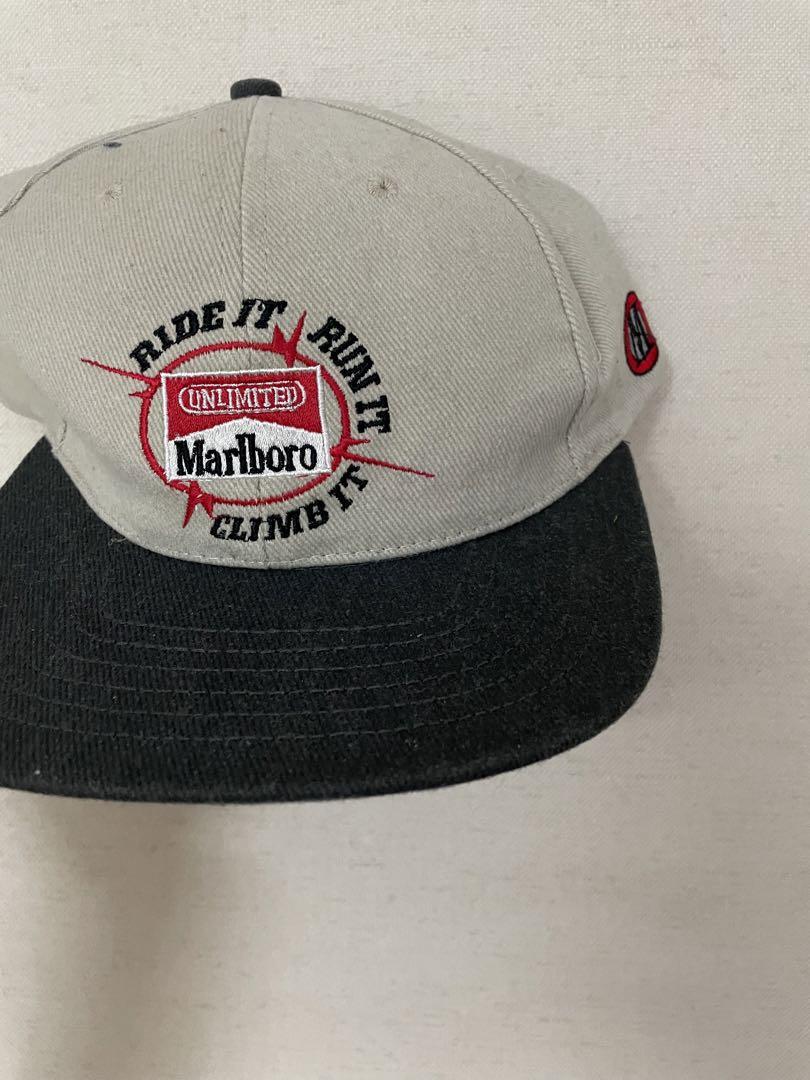 RIDE IT RUN IT
UNLIMITED
Marlboro
CLIMB IT